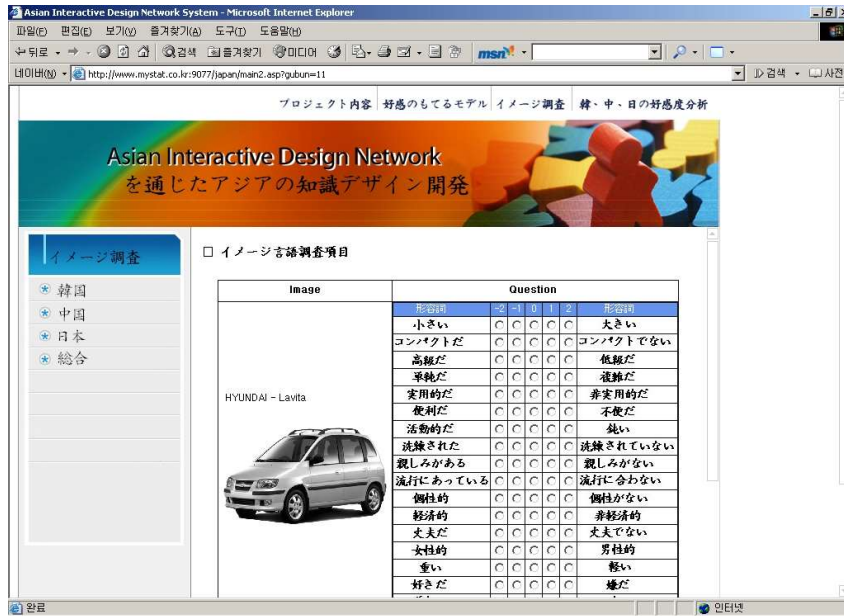 Asian Interactive Design Network System - Microsoft Internet Explorer
파일(F) 편집(E) 보기(V) 즐겨찾기(A) 도구(T) 도움말(H)
뒤로 검색 즐겨찾기 미디어 msn
네이버(N) http://www.mystat.co.kr:9077/japan/main2.asp?gubun=11 검색 사전
プロジェクト内容 好感のもてるモデル イメージ調査 韓、中、日の好感度分析
Asian Interactive Design Network
を通じたアジアの知識デザイン開発
イメージ調査
韓国
中国
日本
総合
□ イメージ言語調査項目
Image Question
形容詞 -2 -1 0 1 2 形容詞
小さい 大きい
コンパクトだ コンパクトでない
高級だ 低級だ
単純だ 複雑だ
実用的だ 非実用的だ
便利だ 不便だ
活動的だ 鈍い
洗練された 洗練されていない
親しみがある 親しみがない
流行にあっている 流行に合わない
個性的 個性がない
経済的 非経済的
丈夫だ 丈夫でない
女性的 男性的
重い 軽い
好きだ 嫌だ
HYUNDAI - Lavita
완료 인터넷